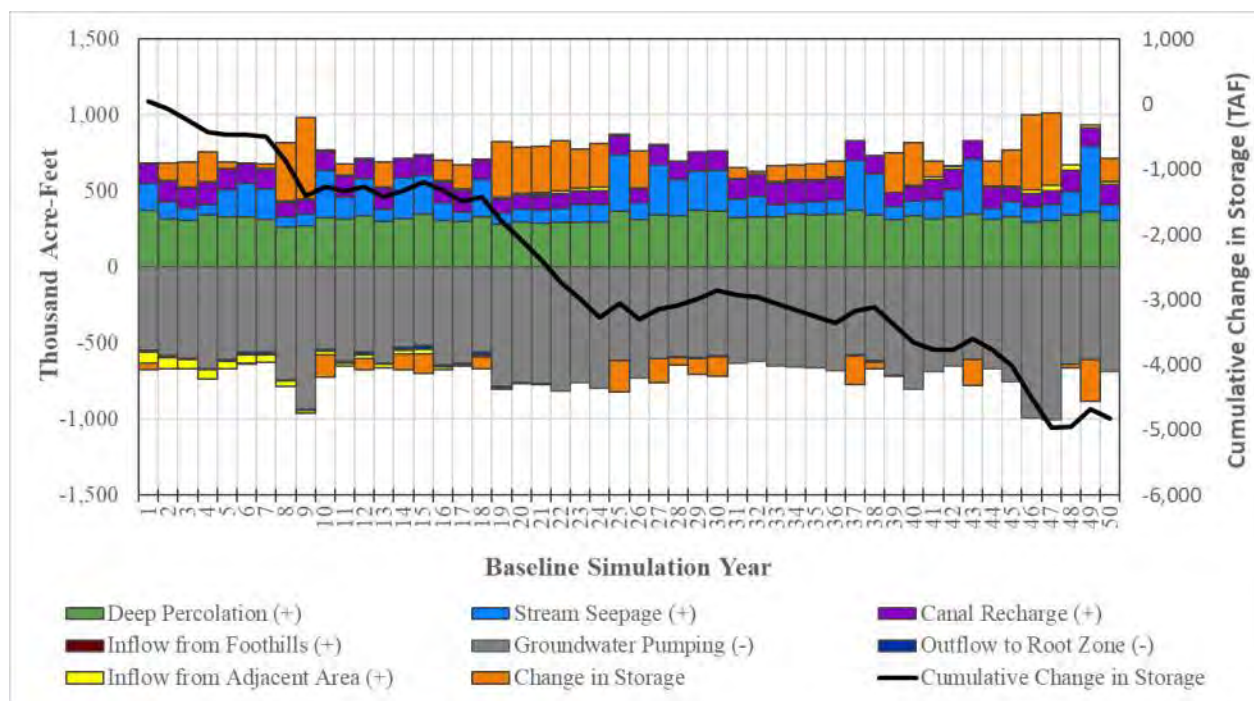 1,500
1,000
500
0
-500
-1,000
-1,500
Thousand Acre-Feet
1,000
0
-1,000
-2,000
-3,000
-4,000
-5,000
-6,000
Cumulative Change in Storage (TAF)
1 2 3 4 5 6 7 8 9 10 11 12 13 14 15 16 17 18 19 20 21 22 23 24 25 26 27 28 29 30 31 32 33 34 35 36 37 38 39 40 41 42 43 44 45 46 47 48 49 50
Baseline Simulation Year
Deep Percolation (+) Stream Seepage (+) Canal Recharge (+)
Inflow from Foothills (+) Groundwater Pumping (-) Outflow to Root Zone (-)
Inflow from Adjacent Area (+) Change in Storage Cumulative Change in Storage